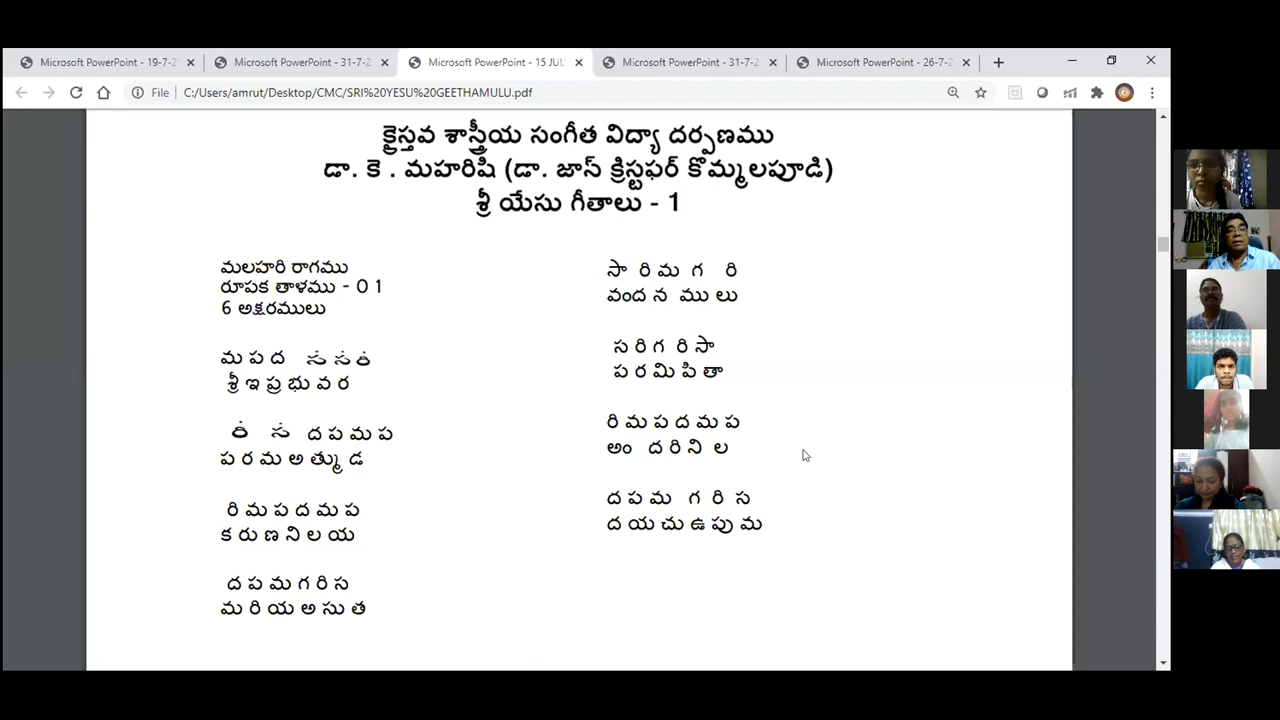 Microsoft PowerPoint - 19-7-2
Microsoft PowerPoint - 31-7-2
Microsoft PowerPoint - 15 JUL
Microsoft PowerPoint - 31-7-2
Microsoft PowerPoint - 26-7-2
File C:/Users/amrut/Desktop/CMC/SRI%20YESU%20GEETHAMULU.pdf
క్రైస్తవ శాస్త్రీయ సంగీత విద్యా దర్పణము
డా. కె . మహరిషి (డా. జాస్ క్రిస్టఫర్ కొమ్మలపూడి)
శ్రీ యేసు గీతాలు - 1
మలహరి రాగము
రూపక తాళము - 0 1
6 అక్షరములు
మ ప ద స̇ స̇ రి̇
శ్రీ ఇ ప్ర భు వ ర
రి̇ స̇ ద ప మ ప
ప ర మ అ త్ము డ
రి మ ప ద మ ప
క రు ణ ని ల య
ద ప మ గ రి స
మ రి య అ సు త
సా రి మ గ రి
వంద న ము లు
స రి గ రి సా
ప ర మి పి తా
రి మ ప ద మ ప
అం ద రి ని ల
ద ప మ గ రి స
ద య చు ఉ పు మ